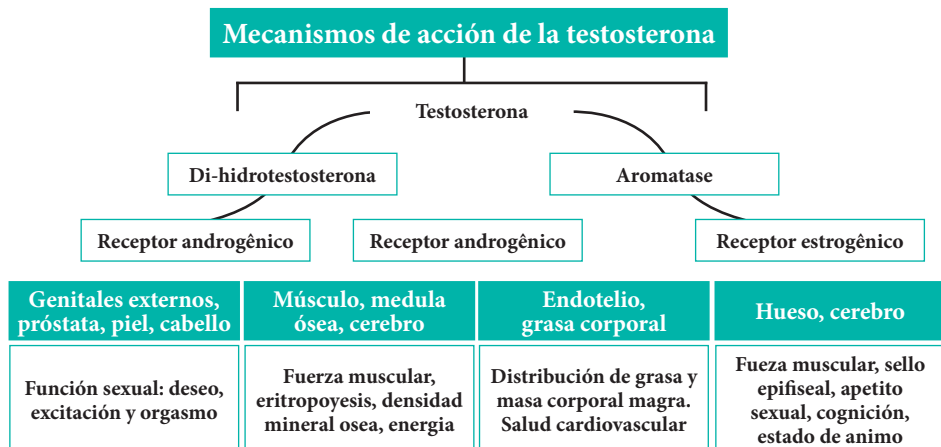 Mecanismos de acción de la testosterona
Testosterona
Di-hidrotestosterona
Aromatase
Receptor androgênico
Receptor androgênico
Receptor estrogênico
Genitales externos,
próstata, piel, cabello
Músculo, medula
ósea, cerebro
Endotelio,
grasa corporal
Hueso, cerebro
Función sexual: deseo,
excitación y orgasmo
Fuerza muscular,
eritropoyesis, densidad
mineral osea, energia
Distribución de grasa y
masa corporal magra.
Salud cardiovascular
Fueza muscular, sello
epifiseal, apetito
sexual, cognición,
estado de animo